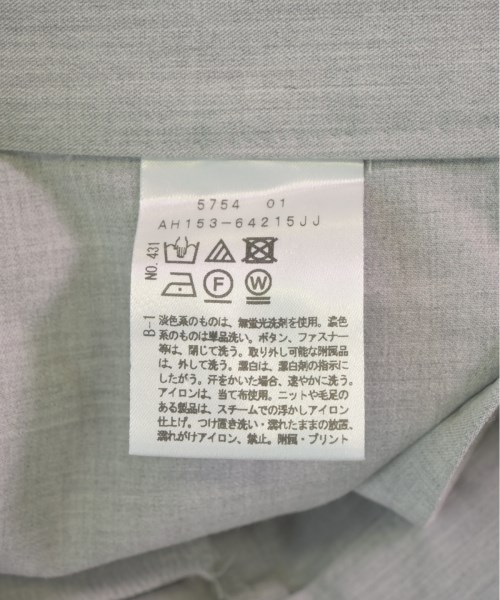 5754 01
AH153-64215JJ
NO.431
F W
B-1
淡色系のものは、無蛍光洗剤を使用。濃色
系のものは単品洗い。ボタン、ファスナー
等は、閉じて洗う。取り外し可能な附属品
は、外して洗う。漂白は、漂白剤の指示に
したがう。汗をかいた場合、速やかに洗う。
アイロンは、当て布使用。ニットや毛足の
ある製品は、スチームでの浮かしアイロン
仕上げ。つけ置き洗い・濡れたままの放置、
濡れがけアイロン、禁止。附属・プリント